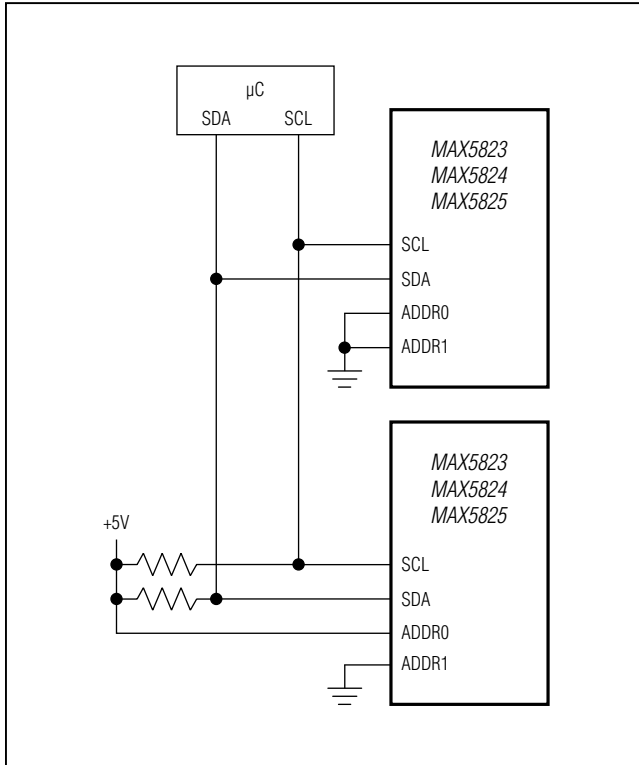 µC
SDA SCL
MAX5823
MAX5824
MAX5825
SCL
SDA
ADDR0
ADDR1
MAX5823
MAX5824
MAX5825
+5V
SCL
SDA
ADDR0
ADDR1